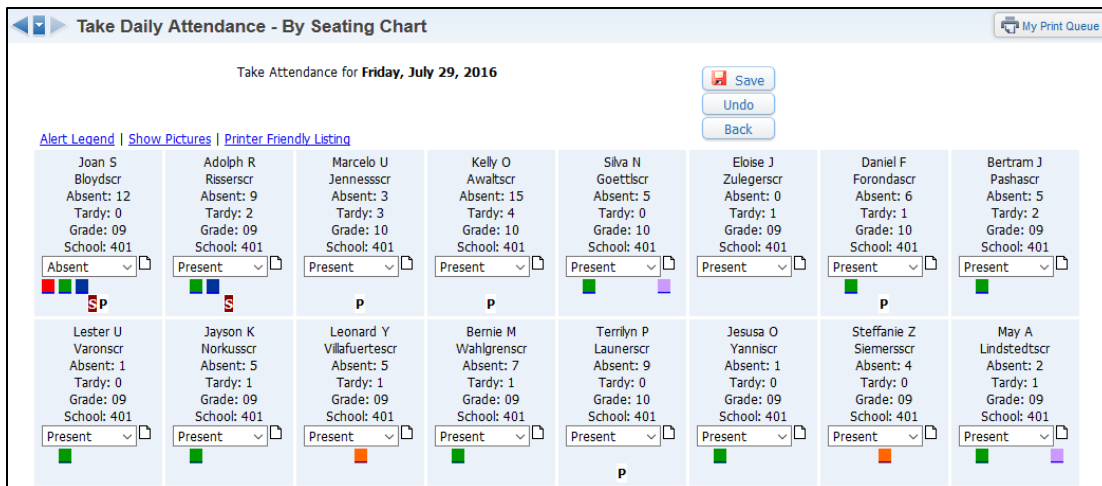 Take Daily Attendance - By Seating Chart
My Print Queue
Take Attendance for Friday, July 29, 2016
Save
Undo
Back
Alert Legend | Show Pictures | Printer Friendly Listing
Joan S
Bloydscr
Absent: 12
Tardy: 0
Grade: 09
School: 401
Absent
S P
Adolph R
Risserscr
Absent: 9
Tardy: 2
Grade: 09
School: 401
Present
S
Marcelo U
Jennessscr
Absent: 3
Tardy: 3
Grade: 10
School: 401
Present
P
Kelly O
Awaltscr
Absent: 15
Tardy: 4
Grade: 10
School: 401
Present
P
Silva N
Goettlscr
Absent: 5
Tardy: 0
Grade: 10
School: 401
Present
Eloise J
Zulegerscr
Absent: 0
Tardy: 1
Grade: 09
School: 401
Present
Daniel F
Forondascr
Absent: 6
Tardy: 1
Grade: 10
School: 401
Present
P
Bertram J
Pashascr
Absent: 5
Tardy: 2
Grade: 09
School: 401
Present
Lester U
Varonscr
Absent: 1
Tardy: 0
Grade: 09
School: 401
Present
Jayson K
Norkusscr
Absent: 5
Tardy: 1
Grade: 09
School: 401
Present
Leonard Y
Villafuertescr
Absent: 5
Tardy: 1
Grade: 09
School: 401
Present
Bernie M
Wahlgrenscr
Absent: 7
Tardy: 1
Grade: 09
School: 401
Present
Terrilyn P
Launerscr
Absent: 9
Tardy: 0
Grade: 10
School: 401
Present
P
Jesusa O
Yanniscr
Absent: 1
Tardy: 0
Grade: 09
School: 401
Present
Steffanie Z
Siemersscr
Absent: 4
Tardy: 0
Grade: 09
School: 401
Present
May A
Lindstedtscr
Absent: 2
Tardy: 1
Grade: 09
School: 401
Present